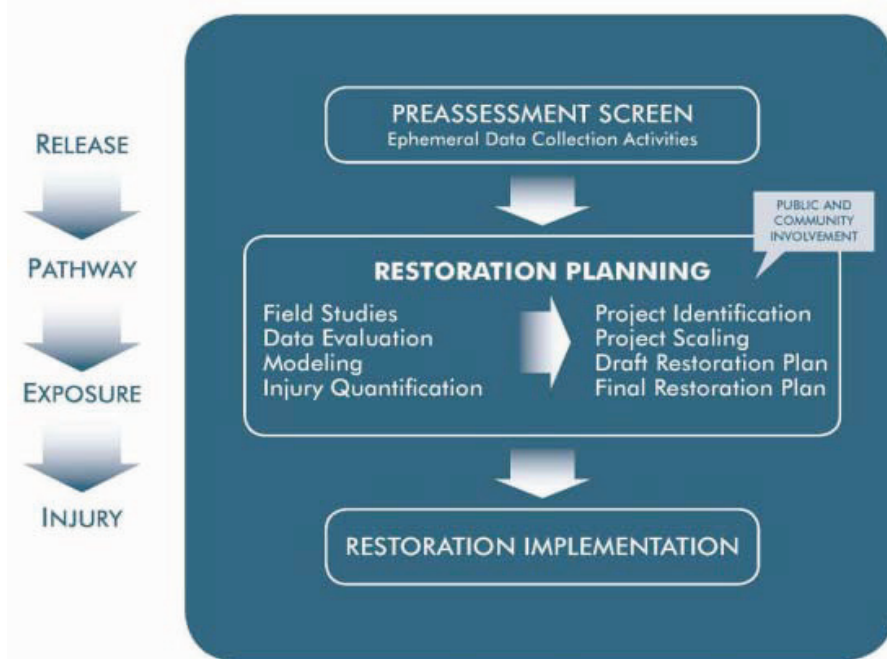 RELEASE
PATHWAY
EXPOSURE
INJURY
PREASSESSMENT SCREEN
Ephemeral Data Collection Activities
PUBLIC AND
COMMUNITY
INVOLVEMENT
RESTORATION PLANNING
Field Studies
Data Evaluation
Modeling
Injury Quantification
Project Identification
Project Scaling
Draft Restoration Plan
Final Restoration Plan
RESTORATION IMPLEMENTATION